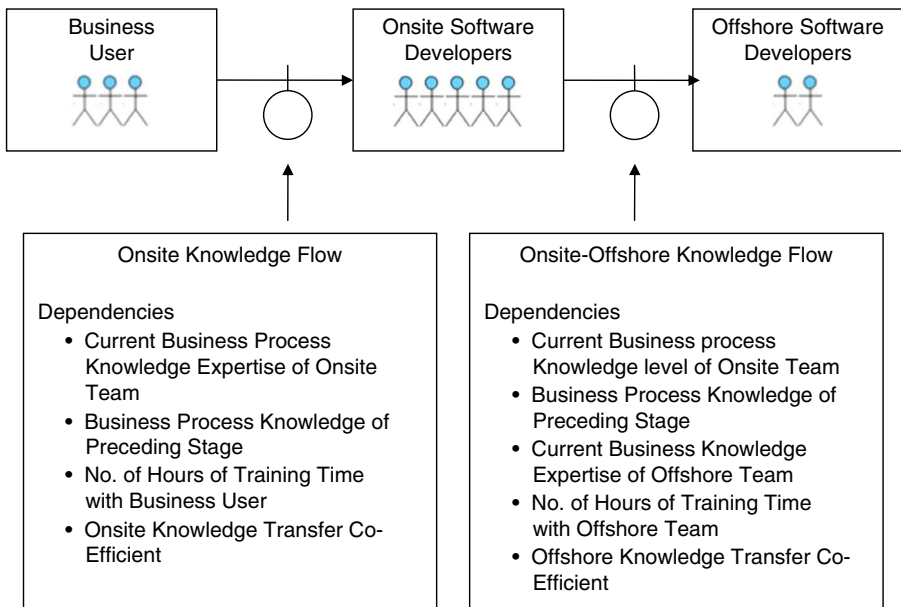 Business
User
Onsite Software
Developers
Offshore Software
Developers
Onsite Knowledge Flow
Dependencies
• Current Business Process
Knowledge Expertise of Onsite
Team
• Business Process Knowledge of
Preceding Stage
• No. of Hours of Training Time
with Business User
• Onsite Knowledge Transfer Co-
Efficient
Onsite-Offshore Knowledge Flow
Dependencies
• Current Business process
Knowledge level of Onsite Team
• Business Process Knowledge of
Preceding Stage
• Current Business Knowledge
Expertise of Offshore Team
• No. of Hours of Training Time
with Offshore Team
• Offshore Knowledge Transfer Co-
Efficient